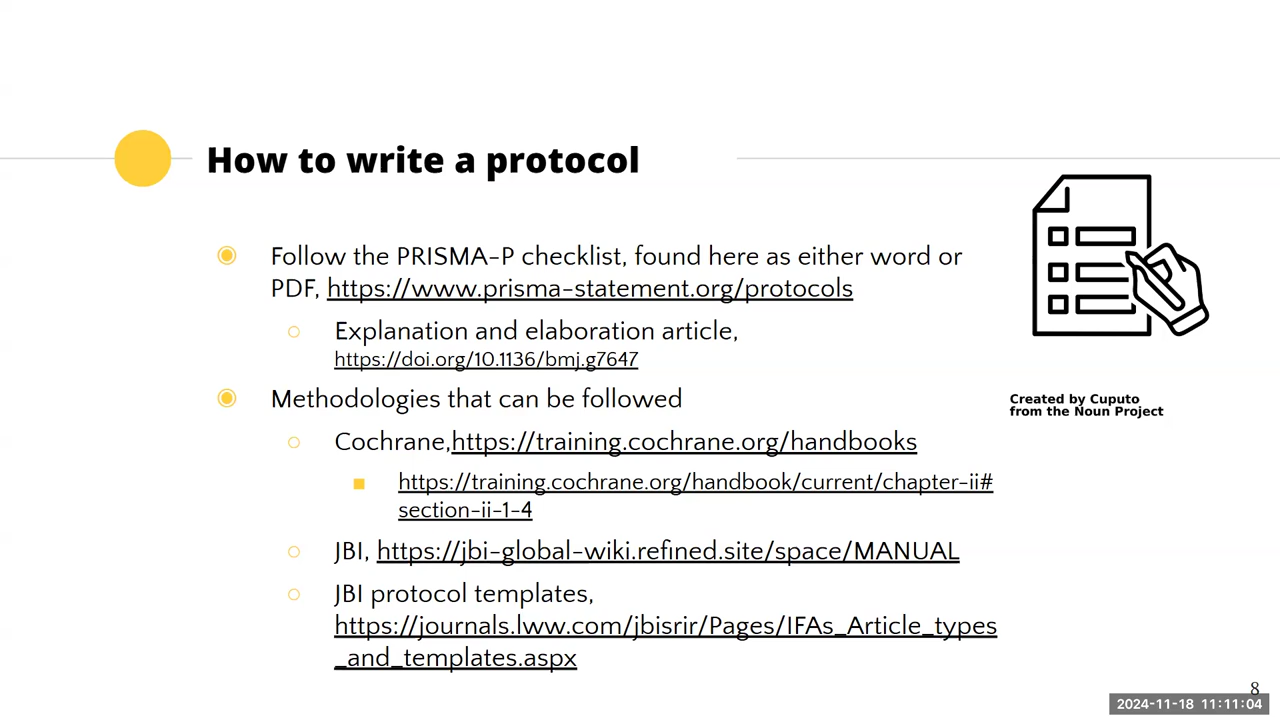 How to write a protocol
Follow the PRISMA-P checklist, found here as either word or
PDF, https://www.prisma-statement.org/protocols
Explanation and elaboration article,
https://doi.org/10.1136/bmj.g7647
Methodologies that can be followed
Cochrane,https://training.cochrane.org/handbooks
https://training.cochrane.org/handbook/current/chapter-ii#
section-ii-1-4
JBI, https://jbi-global-wiki.refined.site/space/MANUAL
JBI protocol templates,
https://journals.lww.com/jbisrir/Pages/IFAs_Article_types
_and_templates.aspx
Created by Cuputo
from the Noun Project
8
2024-11-18 11:11:04